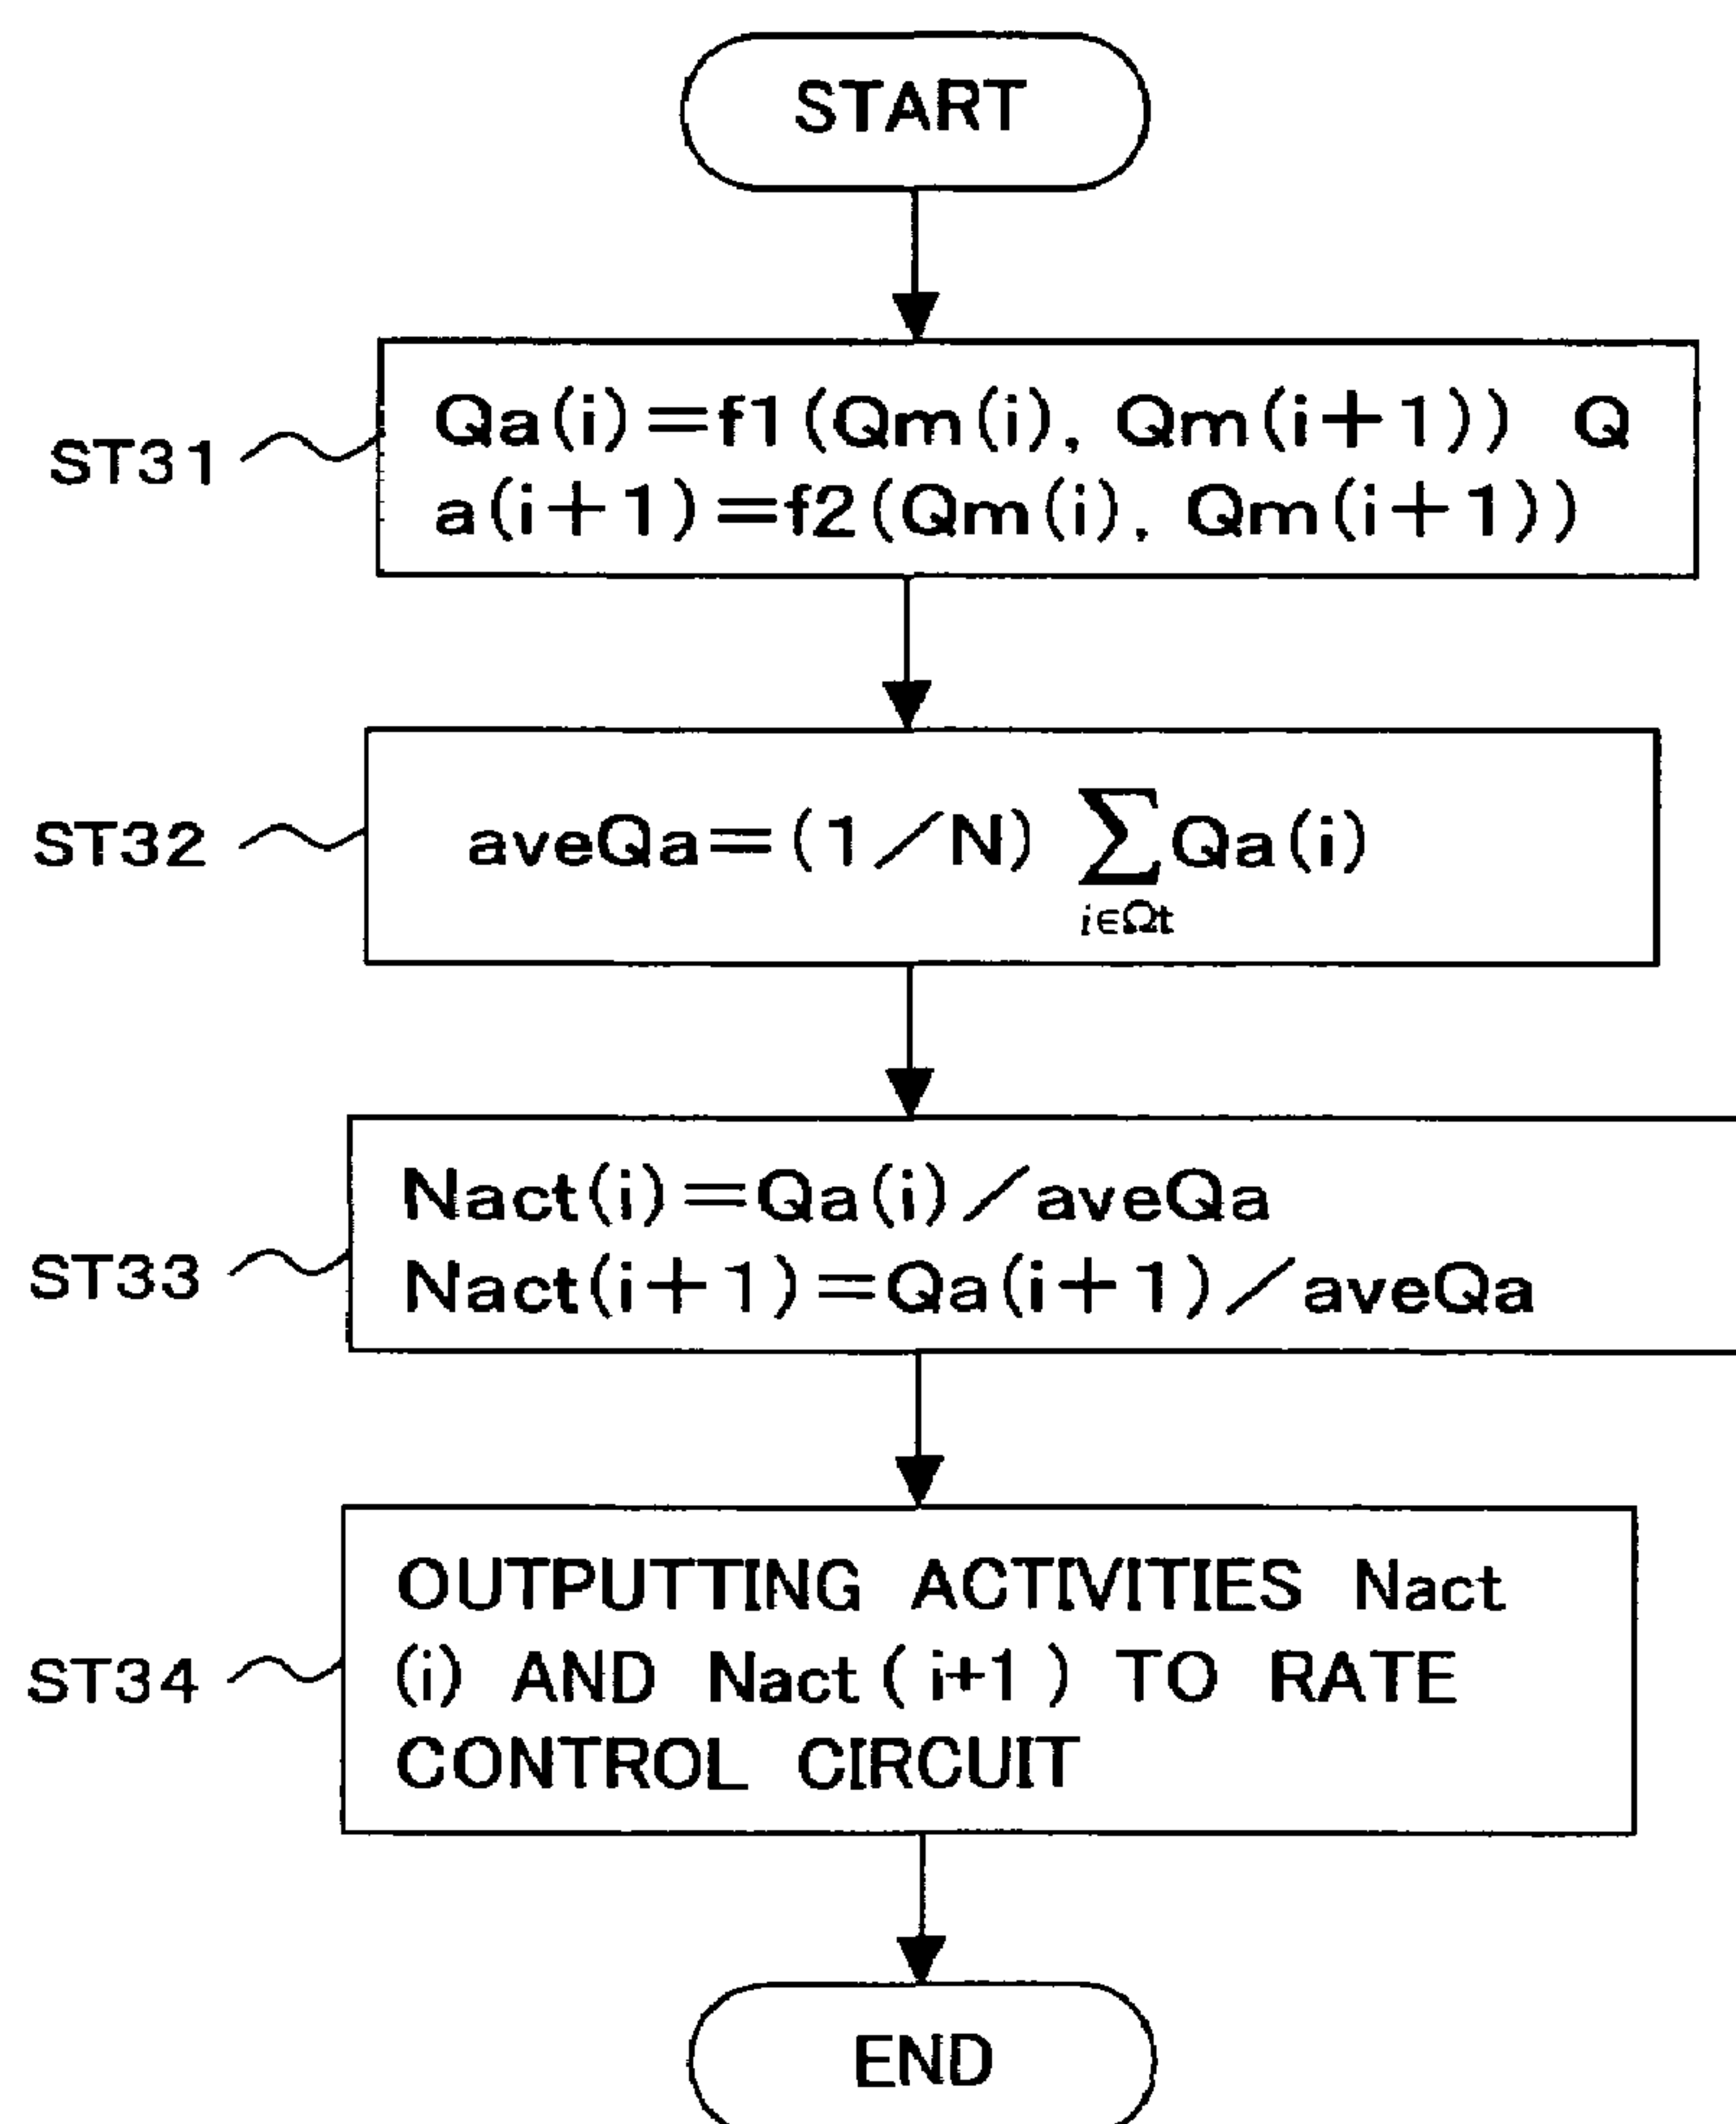 START
ST31
Qa(i)=f1(Qm(i), Qm(i+1)) Q
a(i+1)=f2(Qm(i), Qm(i+1))
ST32
aveQa=(1/N) ∑Qa(i)
i∈Ωt
ST33
Nact(i)=Qa(i)/aveQa
Nact(i+1)=Qa(i+1)/aveQa
ST34
OUTPUTTING ACTIVITIES Nact
(i) AND Nact(i+1) TO RATE
CONTROL CIRCUIT
END